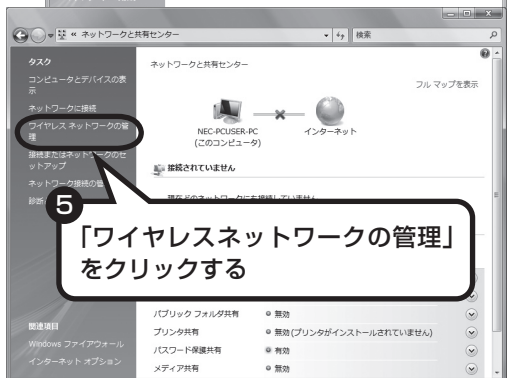 « ネットワークと共有センター
検索
タスク
コンピュータとデバイスの表
示
ネットワークに接続
ワイヤレス ネットワークの管
理
接続またはネットワークのセ
ットアップ
ネットワーク接続の管
診断
ネットワークと共有センター
フル マップを表示
NEC-PCUSER-PC
(このコンピュータ)
インターネット
接続されていません
5
「ワイヤレスネットワークの管理」
をクリックする
パブリック フォルダ共有 無効
プリンタ共有 無効 (プリンタがインストールされていません)
パスワード保護共有 有効
メディア共有 無効
関連項目
Windows ファイアウォール
インターネット オプション